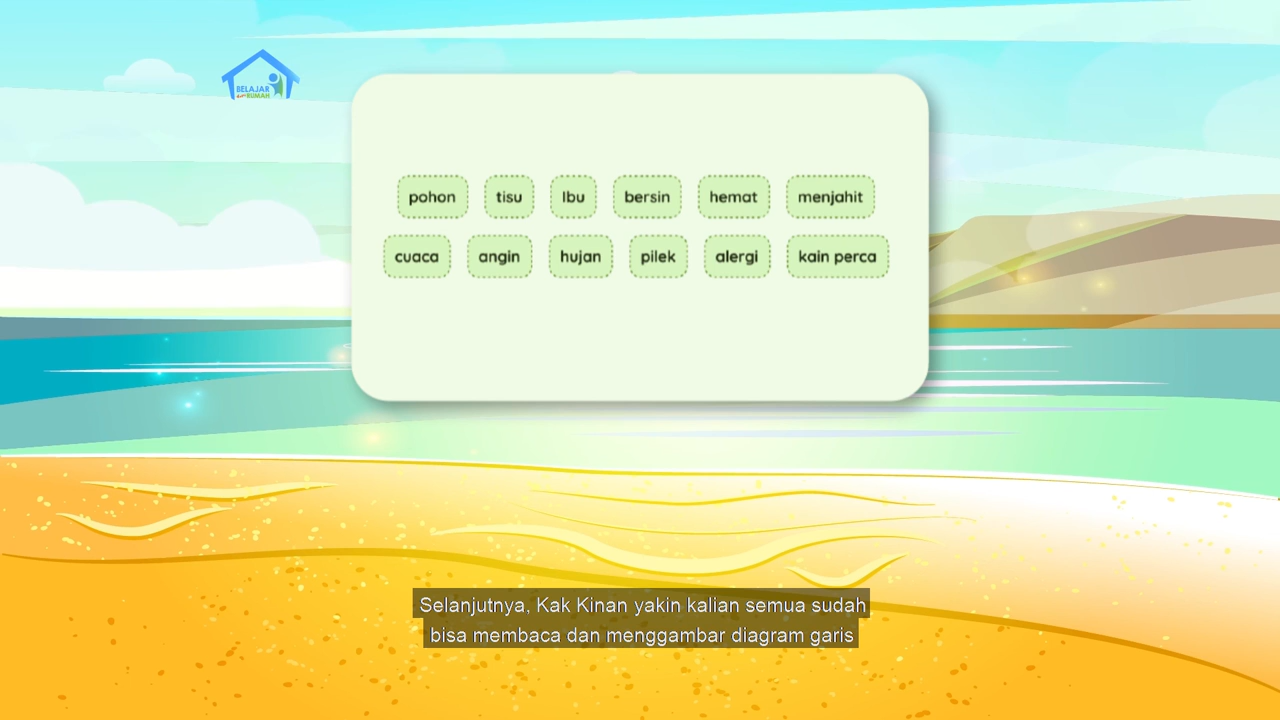 BELAJAR
dari RUMAH
pohon tisu Ibu bersin hemat menjahit
cuaca angin hujan pilek alergi kain perca
Selanjutnya, Kak Kinan yakin kalian semua sudah
bisa membaca dan menggambar diagram garis